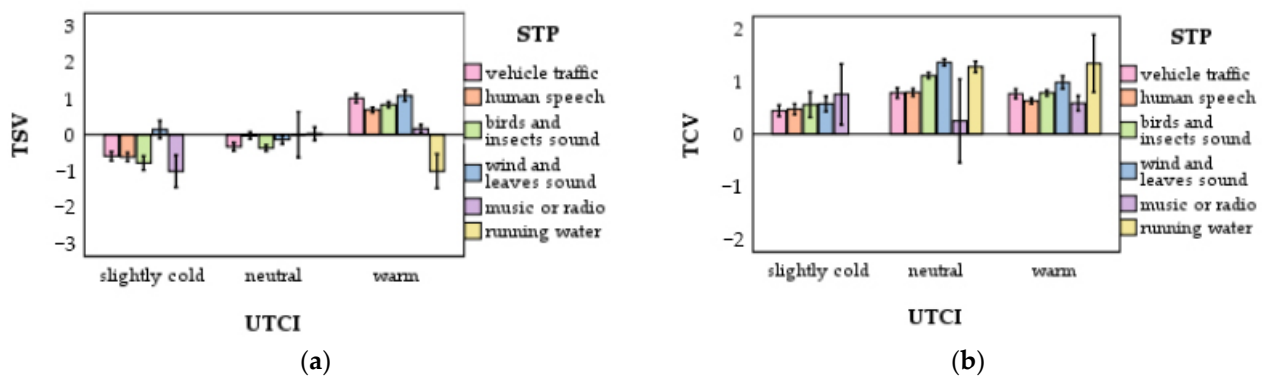 3
2
1
0
−1
−2
−3
TSV
slightly cold neutral warm
UTCI
STP
vehicle traffic
human speech
birds and
insects sound
wind and
leaves sound
music or radio
running water
(a)
2
1
0
−1
−2
TCV
slightly cold neutral warm
UTCI
STP
vehicle traffic
human speech
birds and
insects sound
wind and
leaves sound
music or radio
running water
(b)